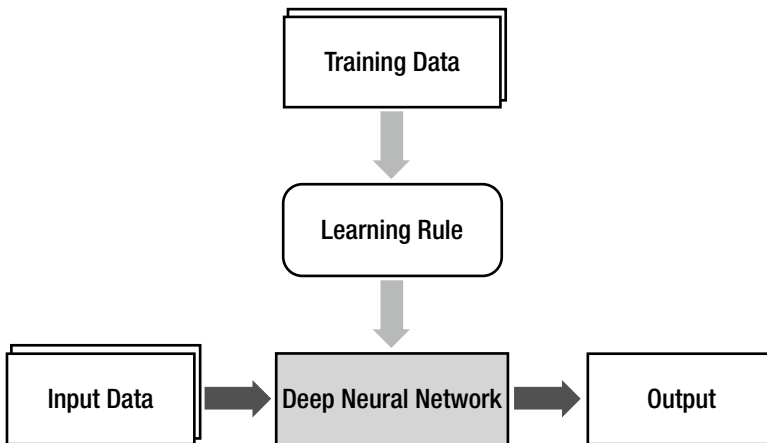 Training Data
Learning Rule
Input Data
Deep Neural Network
Output